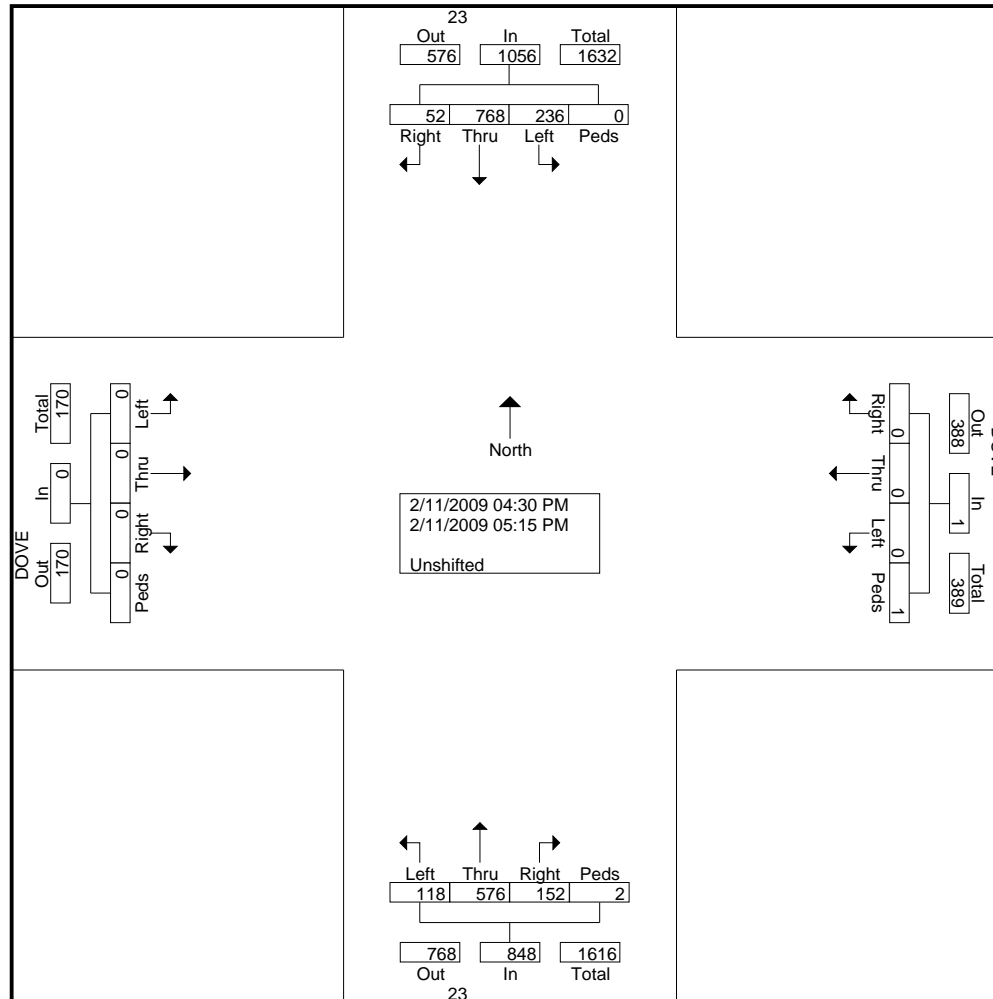 23
Out In Total
576 1056 1632
52 768 236 0
Right Thru Left Peds
DOVE
Total In Out
170 0 170
0 0 0 0
Left Thru Right Peds
North
2/11/2009 04:30 PM
2/11/2009 05:15 PM
Unshifted
Right Thru Left Peds
0 0 0 1
Out In Total
388 1 389
Left Thru Right Peds
118 576 152 2
768 848 1616
Out In Total
23